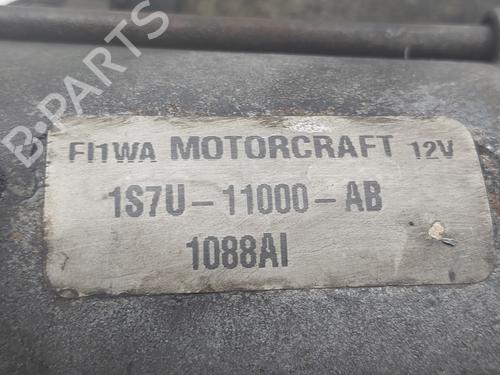 B-PARTS
FI1WA MOTORCRAFT 12V
1S7U-11000-AB
1088AI